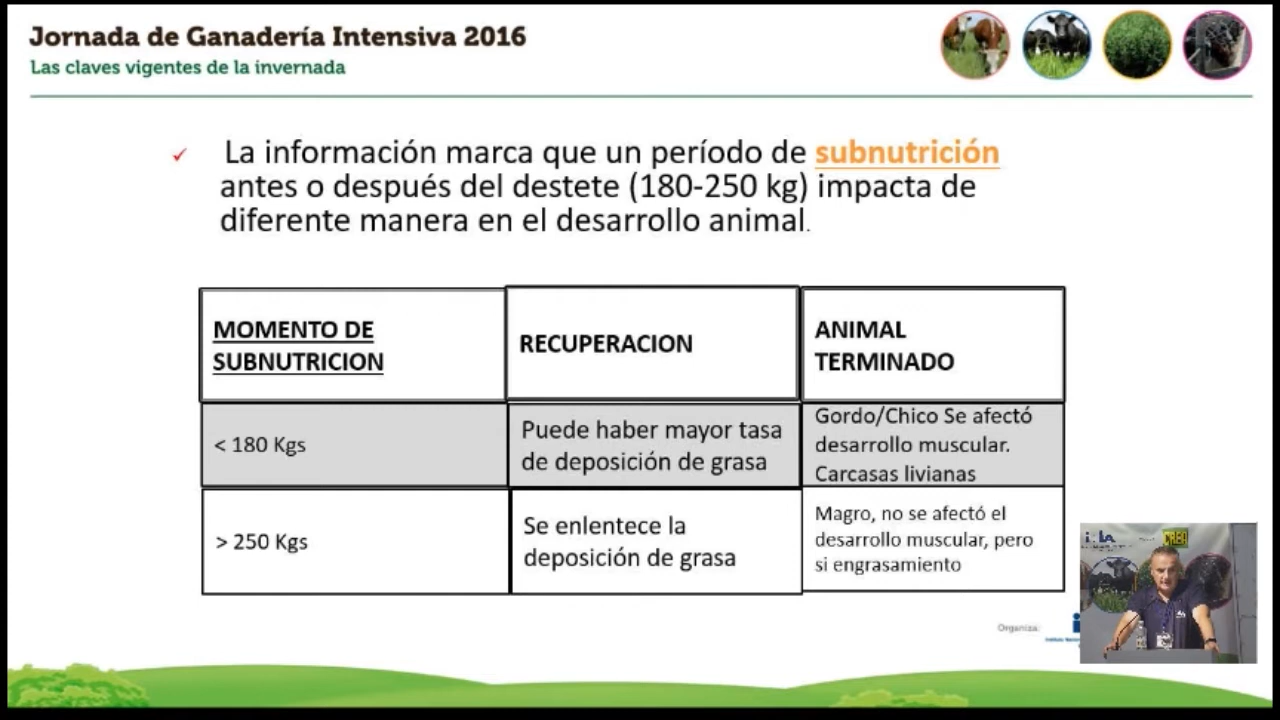 Jornada de Ganadería Intensiva 2016
Las claves vigentes de la invernada
✓ La información marca que un período de subnutrición
antes o después del destete (180-250 kg) impacta de
diferente manera en el desarrollo animal.
MOMENTO DE
SUBNUTRICION
RECUPERACION
ANIMAL
TERMINADO
< 180 Kgs
Puede haber mayor tasa
de deposición de grasa
Gordo/Chico Se afectó
desarrollo muscular.
Carcasas livianas
> 250 Kgs
Se enlentece la
deposición de grasa
Magro, no se afectó el
desarrollo muscular, pero
si engrasamiento
Organiza:
CREA